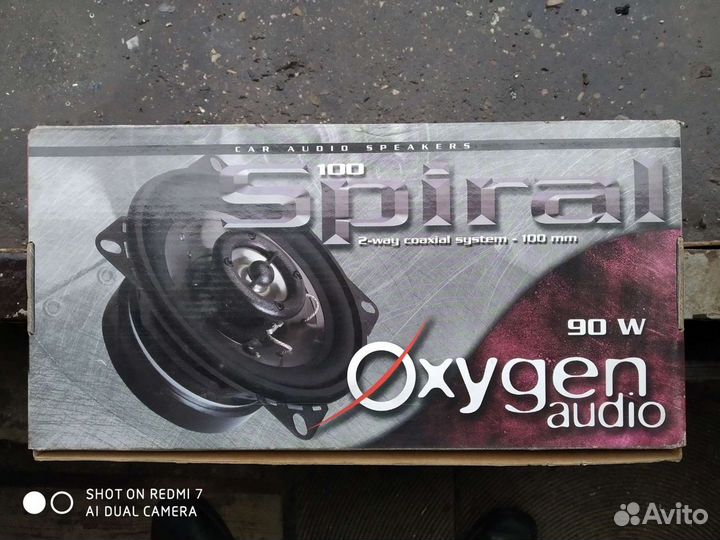 CAR AUDIO SPEAKERS
100
Spiral
2-way coaxial system - 100 mm
90 W
Oxygen
audio
SHOT ON REDMI 7
AI DUAL CAMERA
Avito